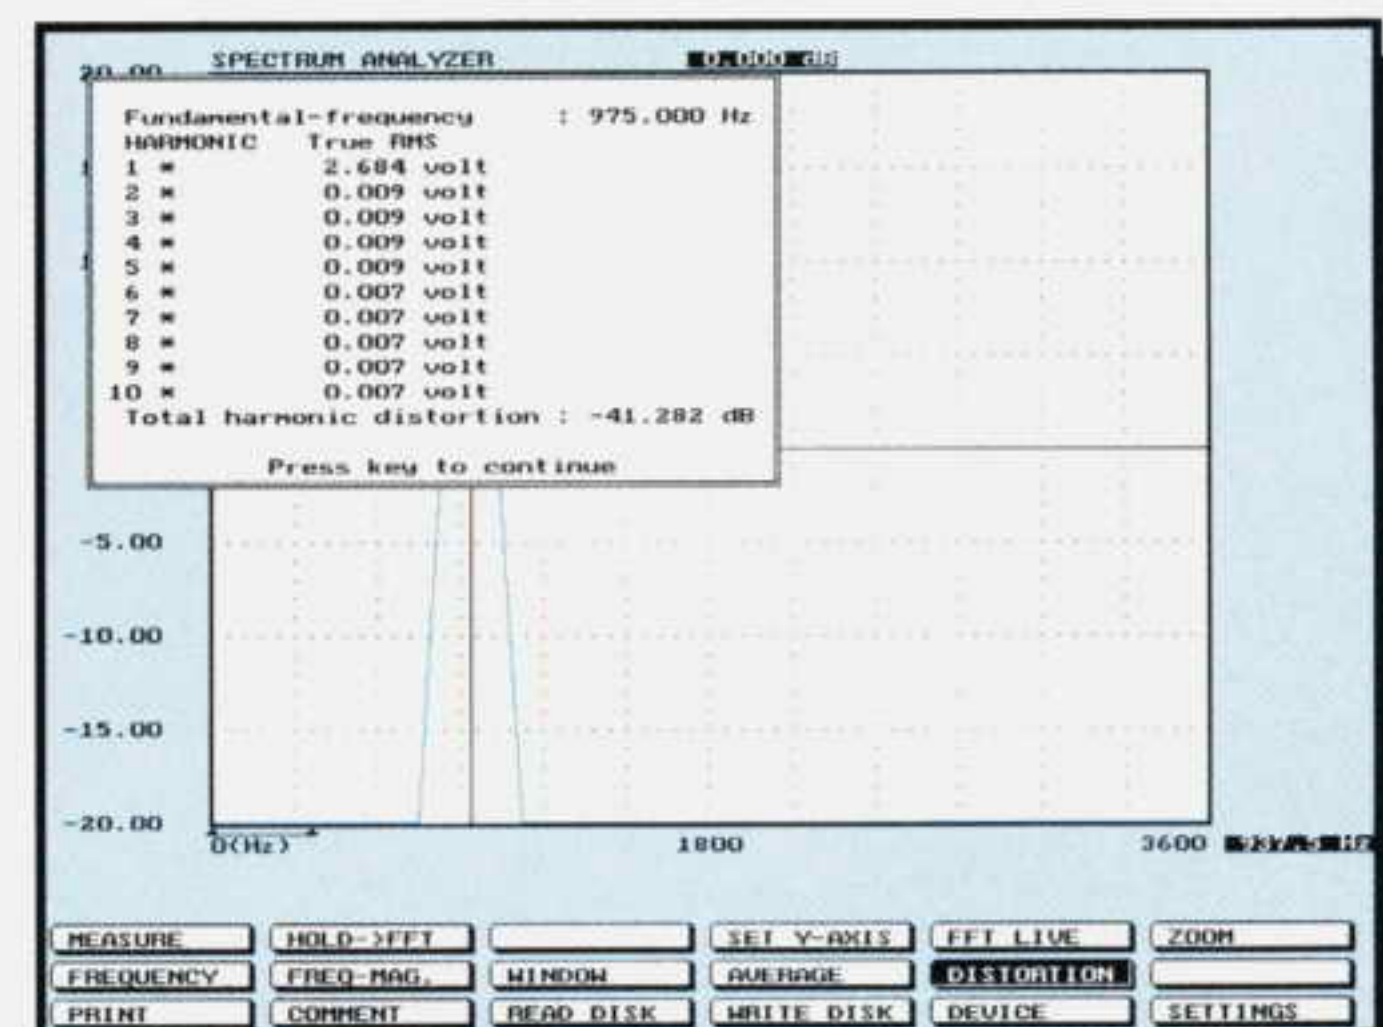 SPECTRUM ANALYZER
0.000 dB
20.00
Fundamental-frequency : 975.000 Hz
HARMONIC True RMS
1 * 2.684 volt
2 * 0.009 volt
3 * 0.009 volt
4 * 0.009 volt
5 * 0.009 volt
6 * 0.007 volt
7 * 0.007 volt
8 * 0.007 volt
9 * 0.007 volt
10 * 0.007 volt
Total harmonic distortion : -41.282 dB
Press key to continue
-5.00
-10.00
-15.00
-20.00
0(Hz) 1800 3600
MEASURE HOLD->FFT SET Y-AXIS FFT LIVE ZOOM
FREQUENCY FREQ-MAG. WINDOW AVERAGE DISTORTION
PRINT COMMENT READ DISK WRITE DISK DEVICE SETTINGS